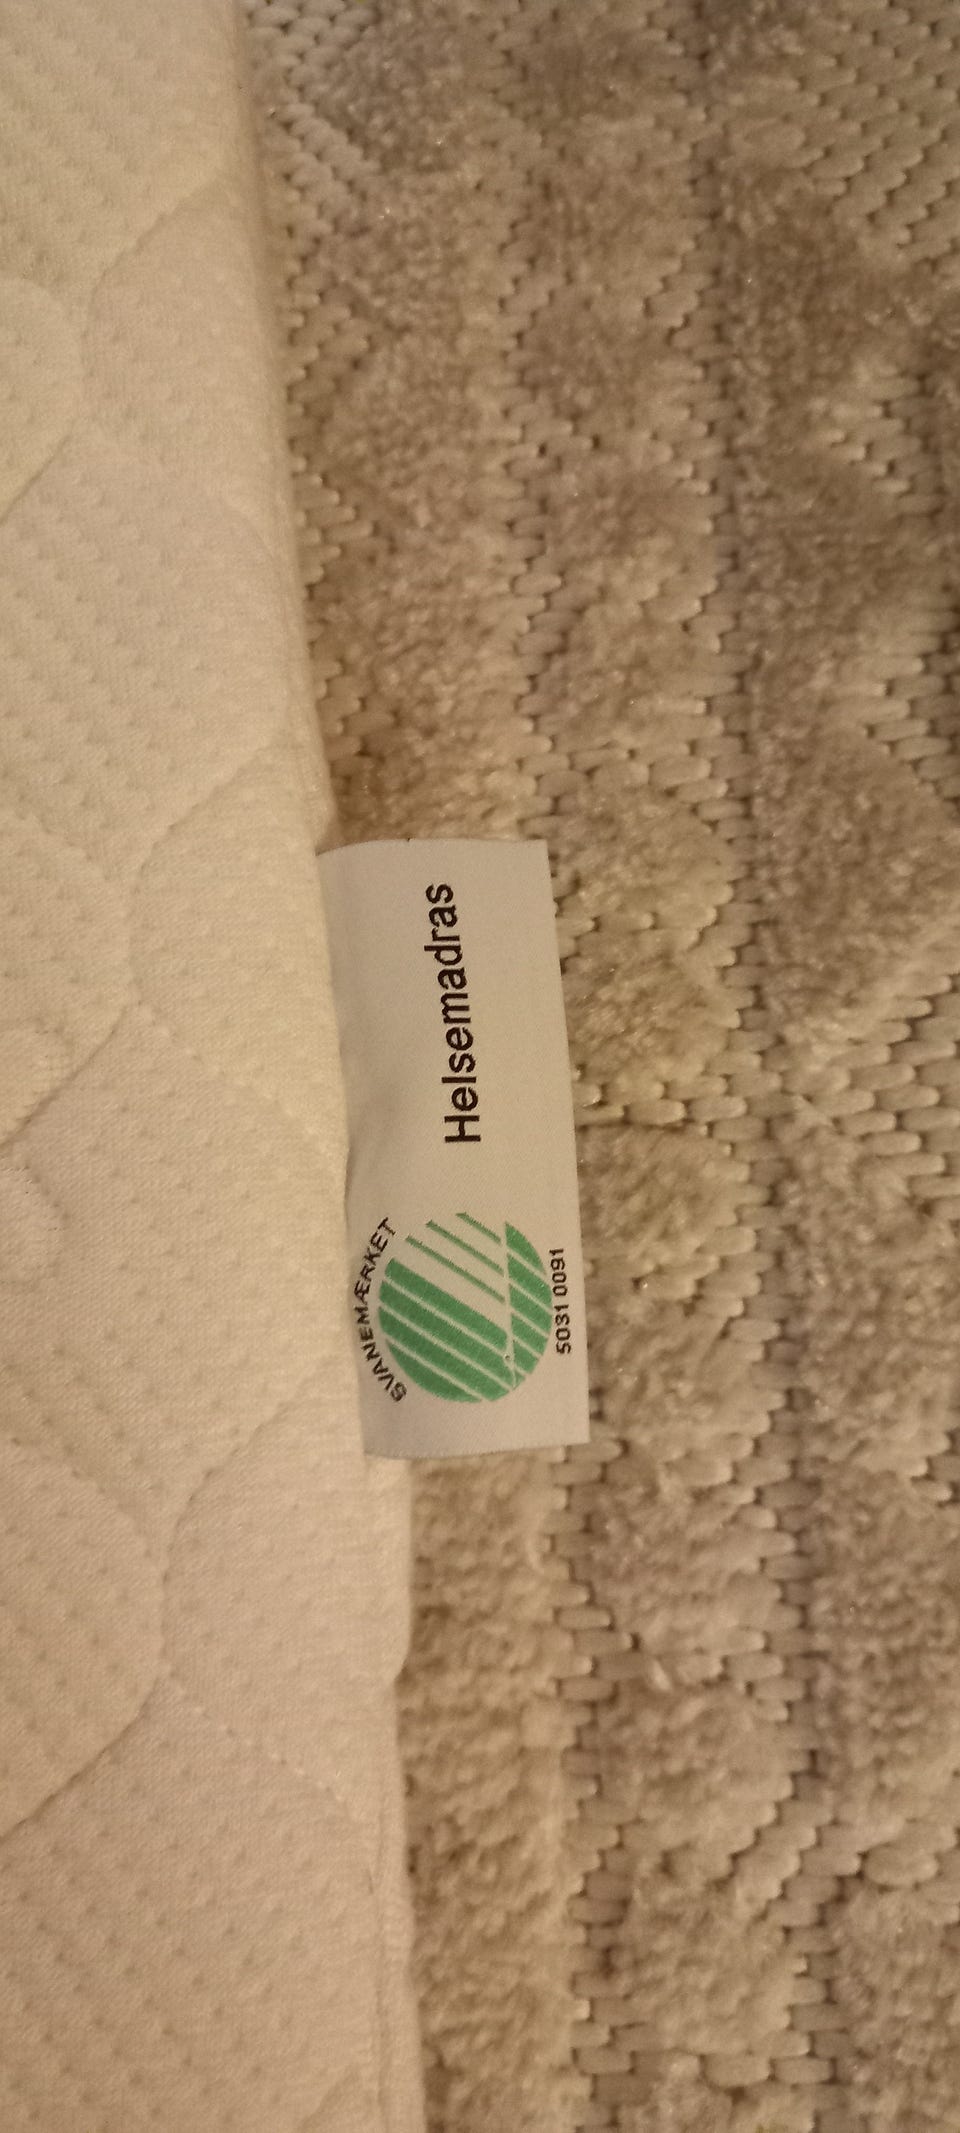 SVANEMÆRKET
5031 0091
Helsemadras